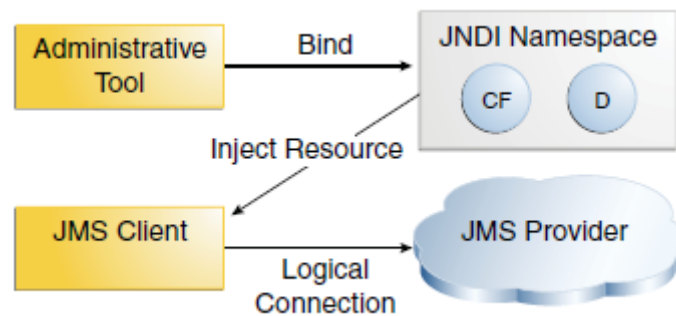 Administrative
Tool
Bind
JNDI Namespace
CF
D
Inject Resource
JMS Client
JMS Provider
Logical
Connection